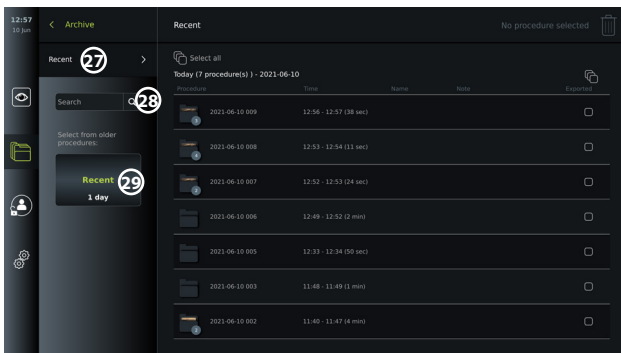 12:57
10 Jun
Archive
Recent
No procedure selected
Recent
27
Select all
Today (7 procedure(s) ) - 2021-06-10
Procedure Time Name Note Exported
Search
28
Select from older
procedures:
Recent
29
1 day
2021-06-10 009 12:56 - 12:57 (38 sec)
3
2021-06-10 008 12:53 - 12:54 (11 sec)
4
2021-06-10 007 12:52 - 12:53 (24 sec)
2
2021-06-10 006 12:49 - 12:52 (2 min)
2021-06-10 005 12:33 - 12:34 (50 sec)
2021-06-10 003 11:48 - 11:49 (1 min)
2021-06-10 002 11:40 - 11:47 (4 min)
2